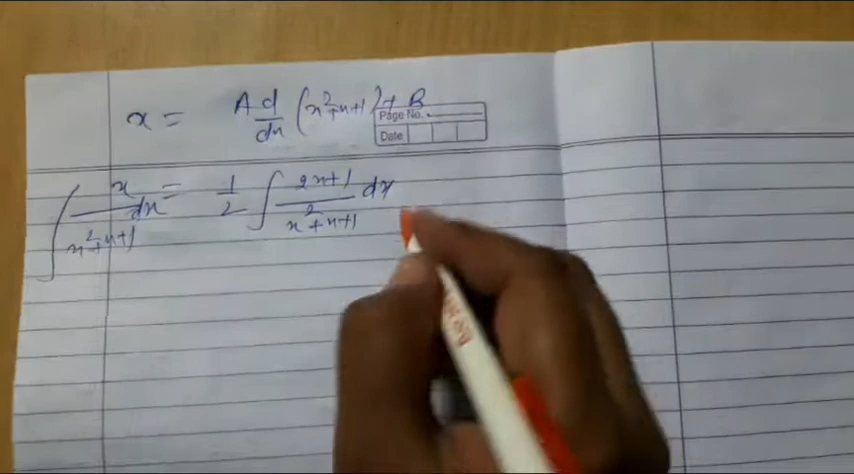 x = A d/dx (x²+x+1) + B
Page No.
Date
∫ x/(x²+x+1) dx = 1/2 ∫ (2x+1)/(x²+x+1) dx